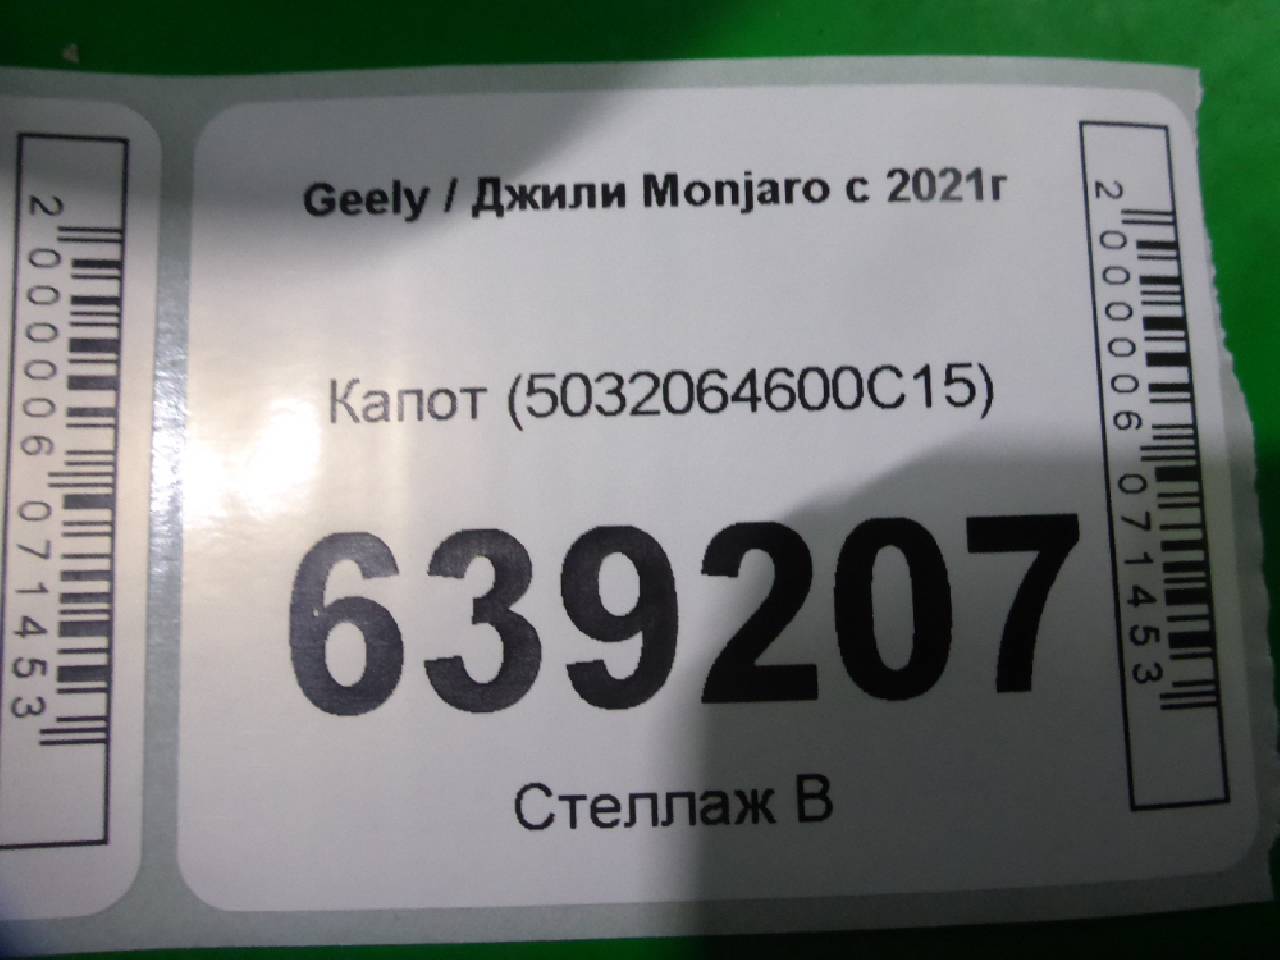 2000006071453
Geely / Джили Monjaro с 2021г
Капот (5032064600C15)
639207
Стеллаж В
2000006071453